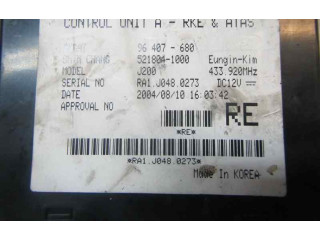 CONTROL UNIT A - RKE & ATAS
96 407 - 680
521804-1000 Eungin-Kim
MODEL J200 433.920MHz
SERIAL NO RA1.J048.0273 DC12V
DATE 2004/08/10 16:03:42
APPROVAL NO
RE
*RE*
*RA1.J048.0273*
Made In KOREA